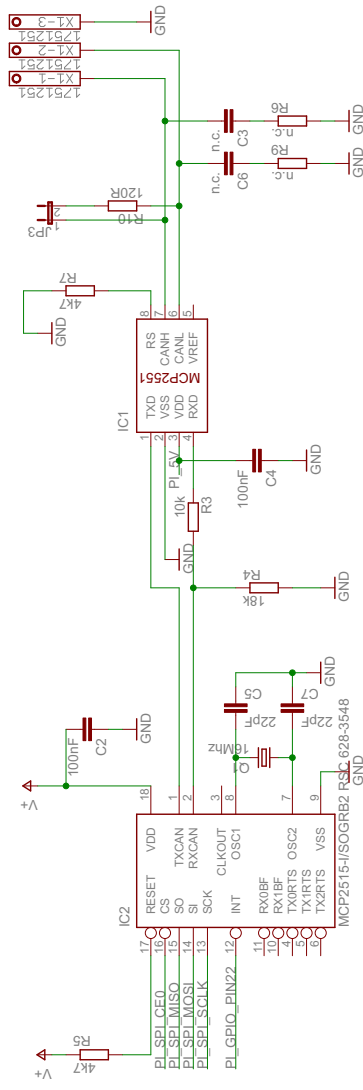 X1-3
1751251
X1-2
1751251
X1-1
1751251
GND
JP3
1
2
R10
120R
n.c.
C3
R6
n.c.
GND
n.c.
C6
R9
n.c.
GND
R7
4k7
GND
IC1
MCP2551
TXD
VSS
VDD
RXD
RS
CANH
CANL
VREF
1
2
3
4
8
7
6
5
PI_5V
10k
R3
100nF
C4
GND
GND
R4
18k
GND
V+
100nF
C2
GND
C5
22pF
C7
22pF
GND
Q1
16Mhz
GND
IC2
MCP2515-I/SOGRB2 RSC 628-3548
18
1
2
3
8
7
9
VDD
TXCAN
RXCAN
CLKOUT
OSC1
OSC2
VSS
RESET
CS
SO
SI
SCK
INT
RX0BF
RX1BF
TX0RTS
TX1RTS
TX2RTS
17
16
15
14
13
12
11
10
4
5
6
V+
R5
4k7
PI_SPI_CE0
PI_SPI_MISO
PI_SPI_MOSI
PI_SPI_SCLK
PI_GPIO_PIN22